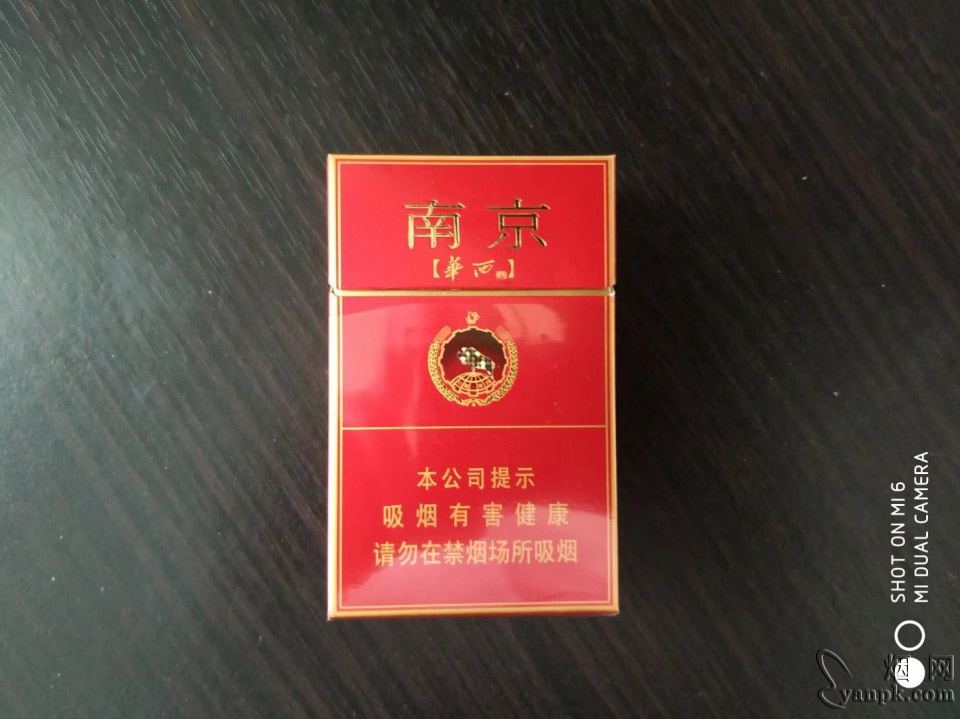 南京
【華西】
本公司提示
吸烟有害健康
请勿在禁烟场所吸烟
SHOT ON MI 6
MI DUAL CAMERA
烟网
yanpk.com